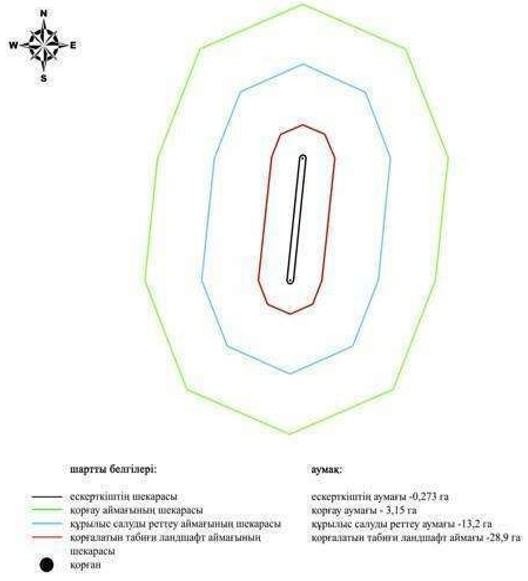 N
W E
S
шартты белгілері:
аумақ:
ескерткіштің шекарасы
қорғау аймағының шекарасы
құрылыс салуды реттеу аймағының шекарасы
қорғалатын табиғи ландшафт аймағының
шекарасы
қорған
ескерткіштің аумағы -0,273 га
қорғау аумағы - 3,15 га
құрылыс салуды реттеу аумағы -13,2 га
қорғалатын табиғи ландшафт аймағы -28,9 га